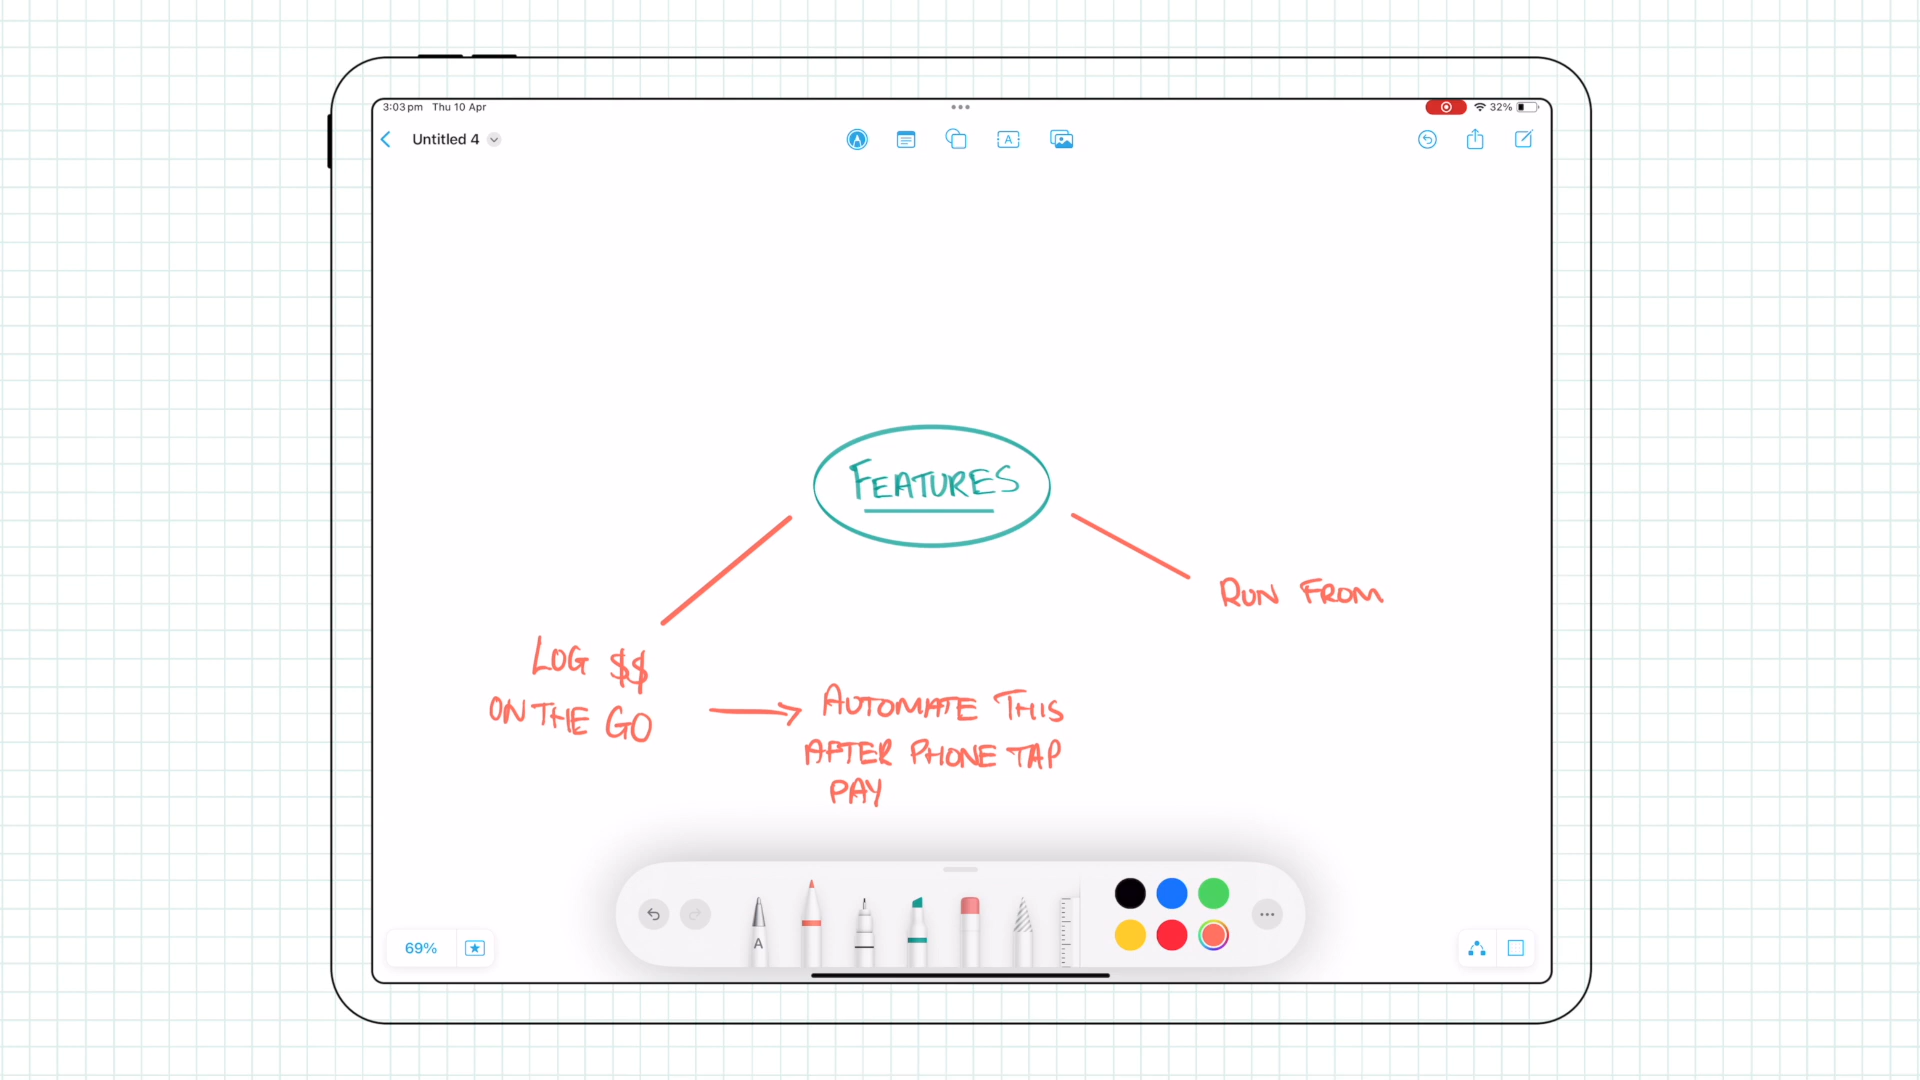 3:03 pm Thu 10 Apr
32%
Untitled 4
A
FEATURES
RUN FROM
LOG $$
ON THE GO
AUTOMATE THIS
AFTER PHONE TAP
PAY
A
69%